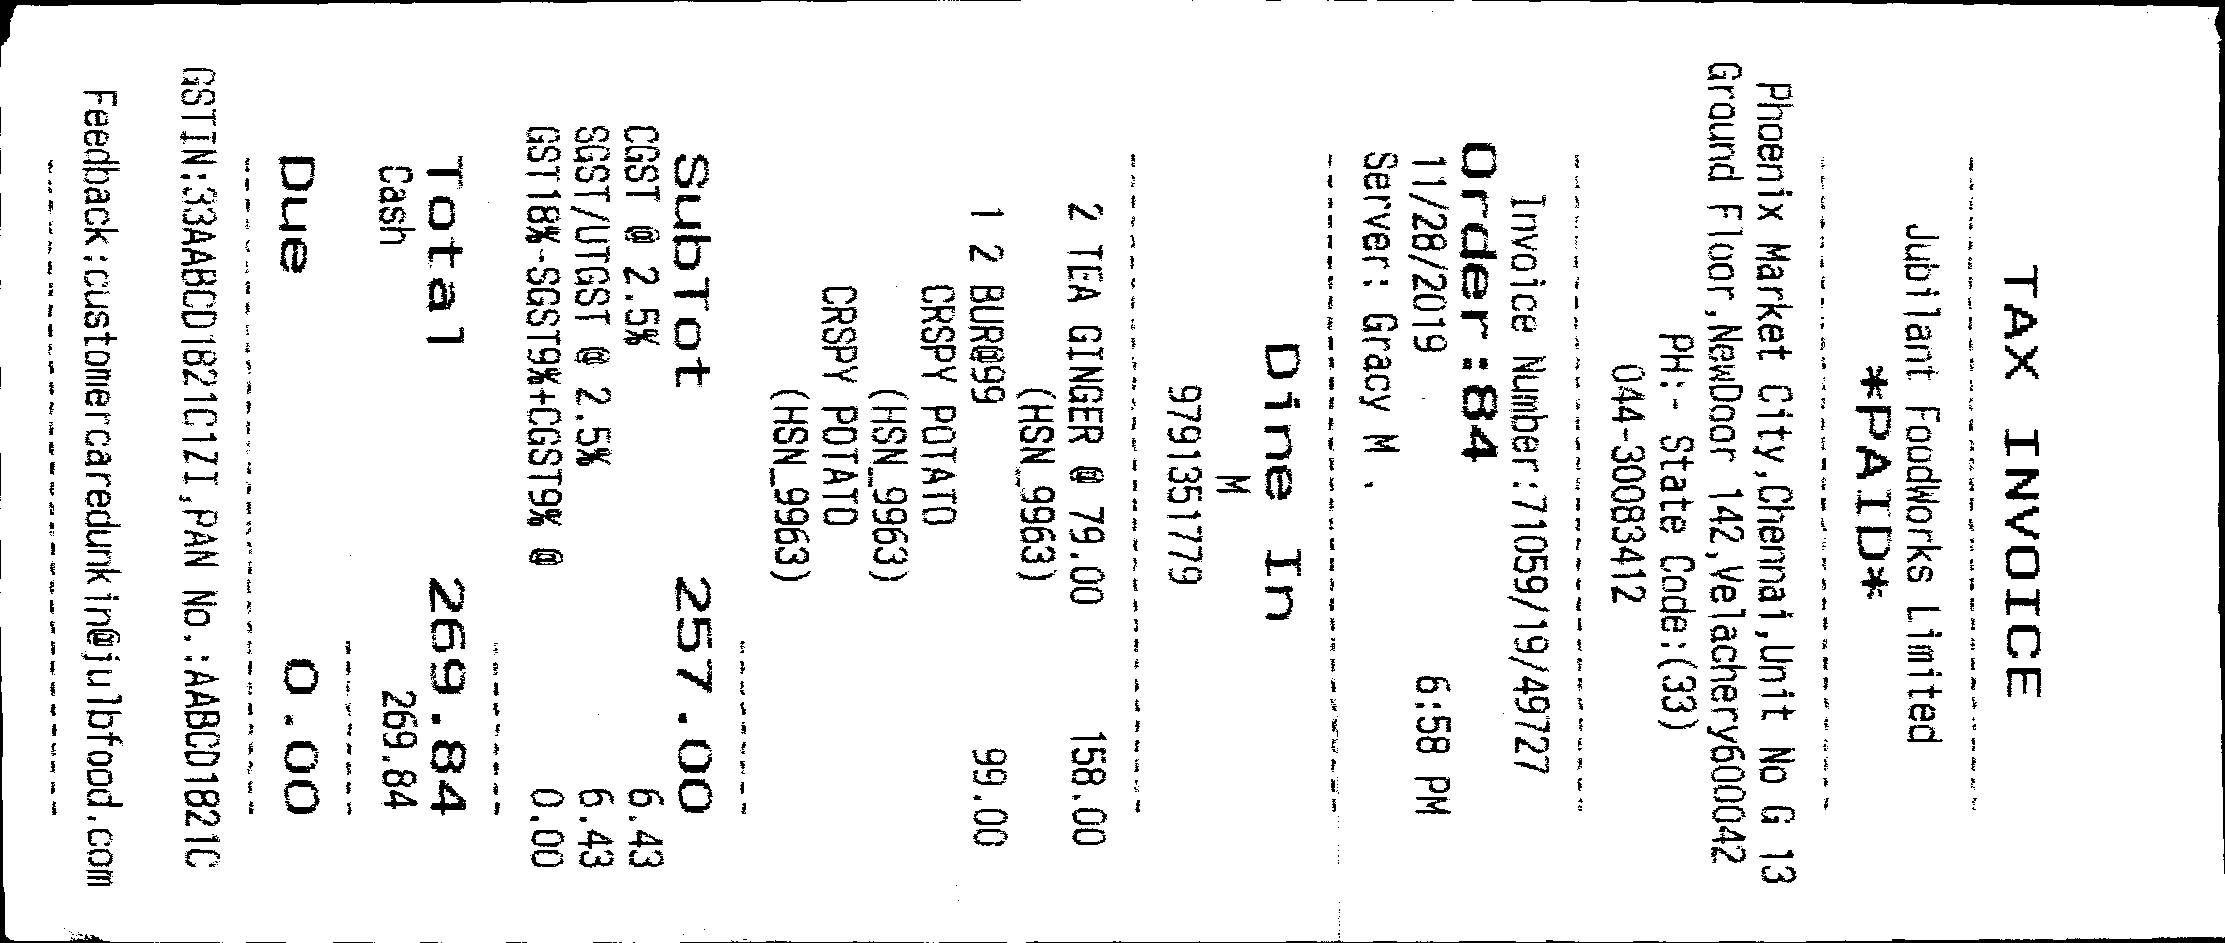 TAX INVOICE
Jubilant FoodWorks Limited
*PAID*
Phoenix Market City,Chennai,Unit No G 13
Ground Floor,NewDoor 142,Velachery600042
PH:- State Code:(33)
044-30083412
Invoice Number:71059/19/49727
Order:84
11/28/2019 6:58 PM
Server: Gracy M .
Dine In
M
9791351779
2 TEA GINGER @ 79.00 158.00
(HSN_9963)
1 2 BUR@99 99.00
CRSPY POTATO
(HSN_9963)
CRSPY POTATO
(HSN_9963)
SubTot 257.00
CGST @ 2.5% 6.43
SGST/UTGST @ 2.5% 6.43
GST18%-SGST9%+CGST9% @ 0.00
Total 269.84
Cash 269.84
Due 0.00
GSTIN:33AABCD1821C1ZI,PAN No.:AABCD1821C
Feedback:customercaredunkin@julbfood.com